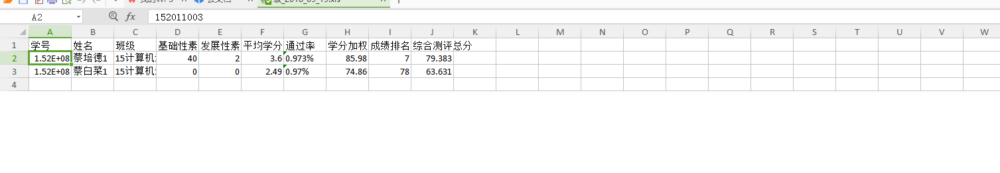 我的WPS × 云文档 × 级_2018_09_19.xls × +
A2 fx 152011003
A B C D E F G H I J K L M N O P Q R S T U V W
1 学号 姓名 班级 基础性素 发展性素 平均学分 通过率 学分加权 成绩排名 综合测评总分
2 1.52E+08 蔡培德1 15计算机 40 2 3.6 0.973% 85.98 7 79.383
3 1.52E+08 蔡白菜1 15计算机 0 0 2.49 0.97% 74.86 78 63.631
4